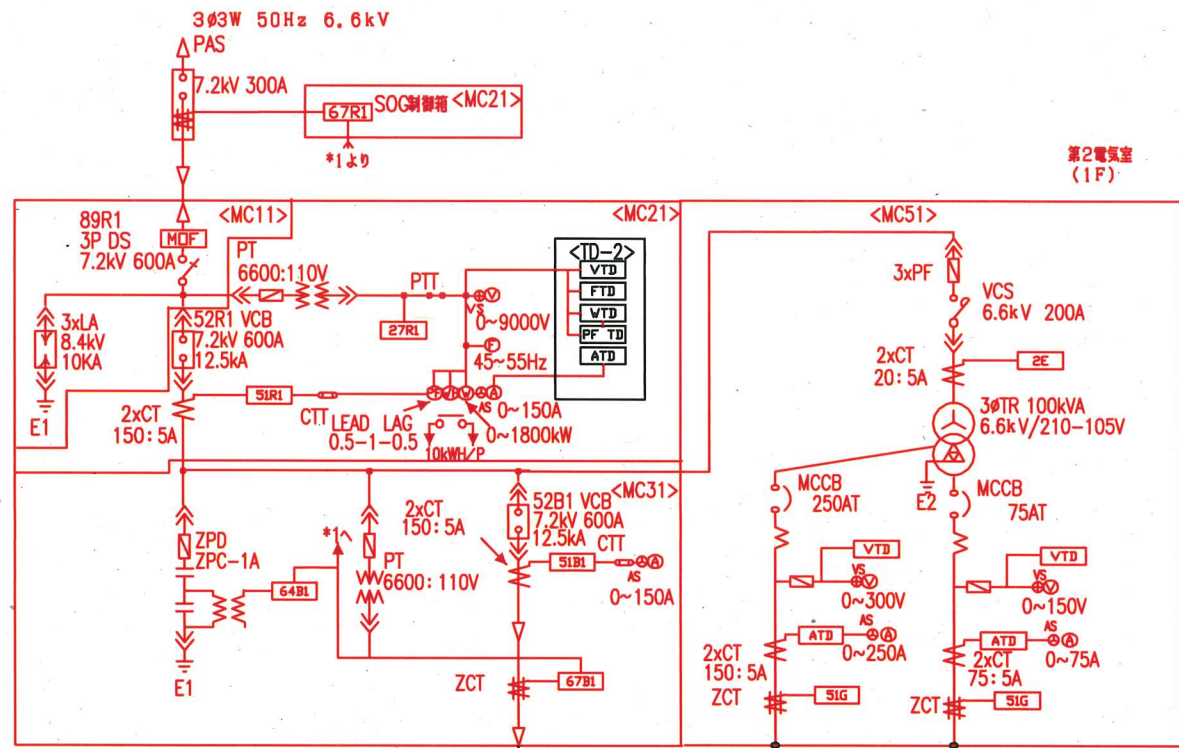 3ø3W 50Hz 6.6kV
PAS
7.2kV 300A
SOG制御箱 <MC21>
67R1
*1より
第2電気室
(1F)
<MC11>
<MC21>
<MC51>
89R1
3P DS
7.2kV 600A
MOF
PT
6600:110V
PTT
27R1
VS
V
0~9000V
F
45~55Hz
<TD-2>
VTD
FTD
WTD
PF TD
ATD
3xLA
8.4kV
10KA
E1
52R1 VCB
7.2kV 600A
12.5kA
51R1
CTT
2xCT
150:5A
LEAD LAG
0.5-1-0.5
PF
W
AS
A
0~150A
0~1800kW
10kWH/P
3xPF
VCS
6.6kV 200A
2xCT
20:5A
2E
3øTR 100kVA
6.6kV/210-105V
E2
MCCB
250AT
MCCB
75AT
VTD
VS
V
0~300V
VTD
VS
V
0~150V
ATD
AS
A
0~250A
2xCT
150:5A
ATD
AS
A
0~75A
2xCT
75:5A
ZCT
51G
ZCT
51G
<MC31>
ZPD
ZPC-1A
64B1
E1
*1へ
PT
6600:110V
2xCT
150:5A
52B1 VCB
7.2kV 600A
12.5kA
CTT
51B1
AS
A
0~150A
ZCT
67B1